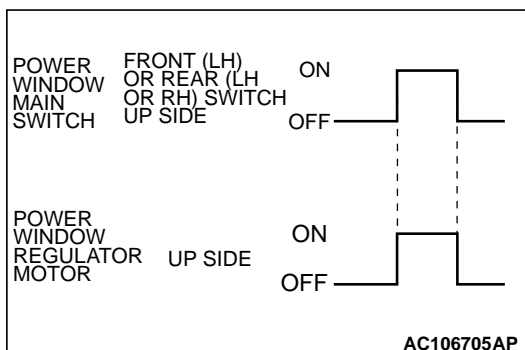 POWER WINDOW MAIN SWITCH
FRONT (LH) OR REAR (LH OR RH) SWITCH UP SIDE
ON
OFF
POWER WINDOW REGULATOR MOTOR
UP SIDE
ON
OFF
AC106705AP